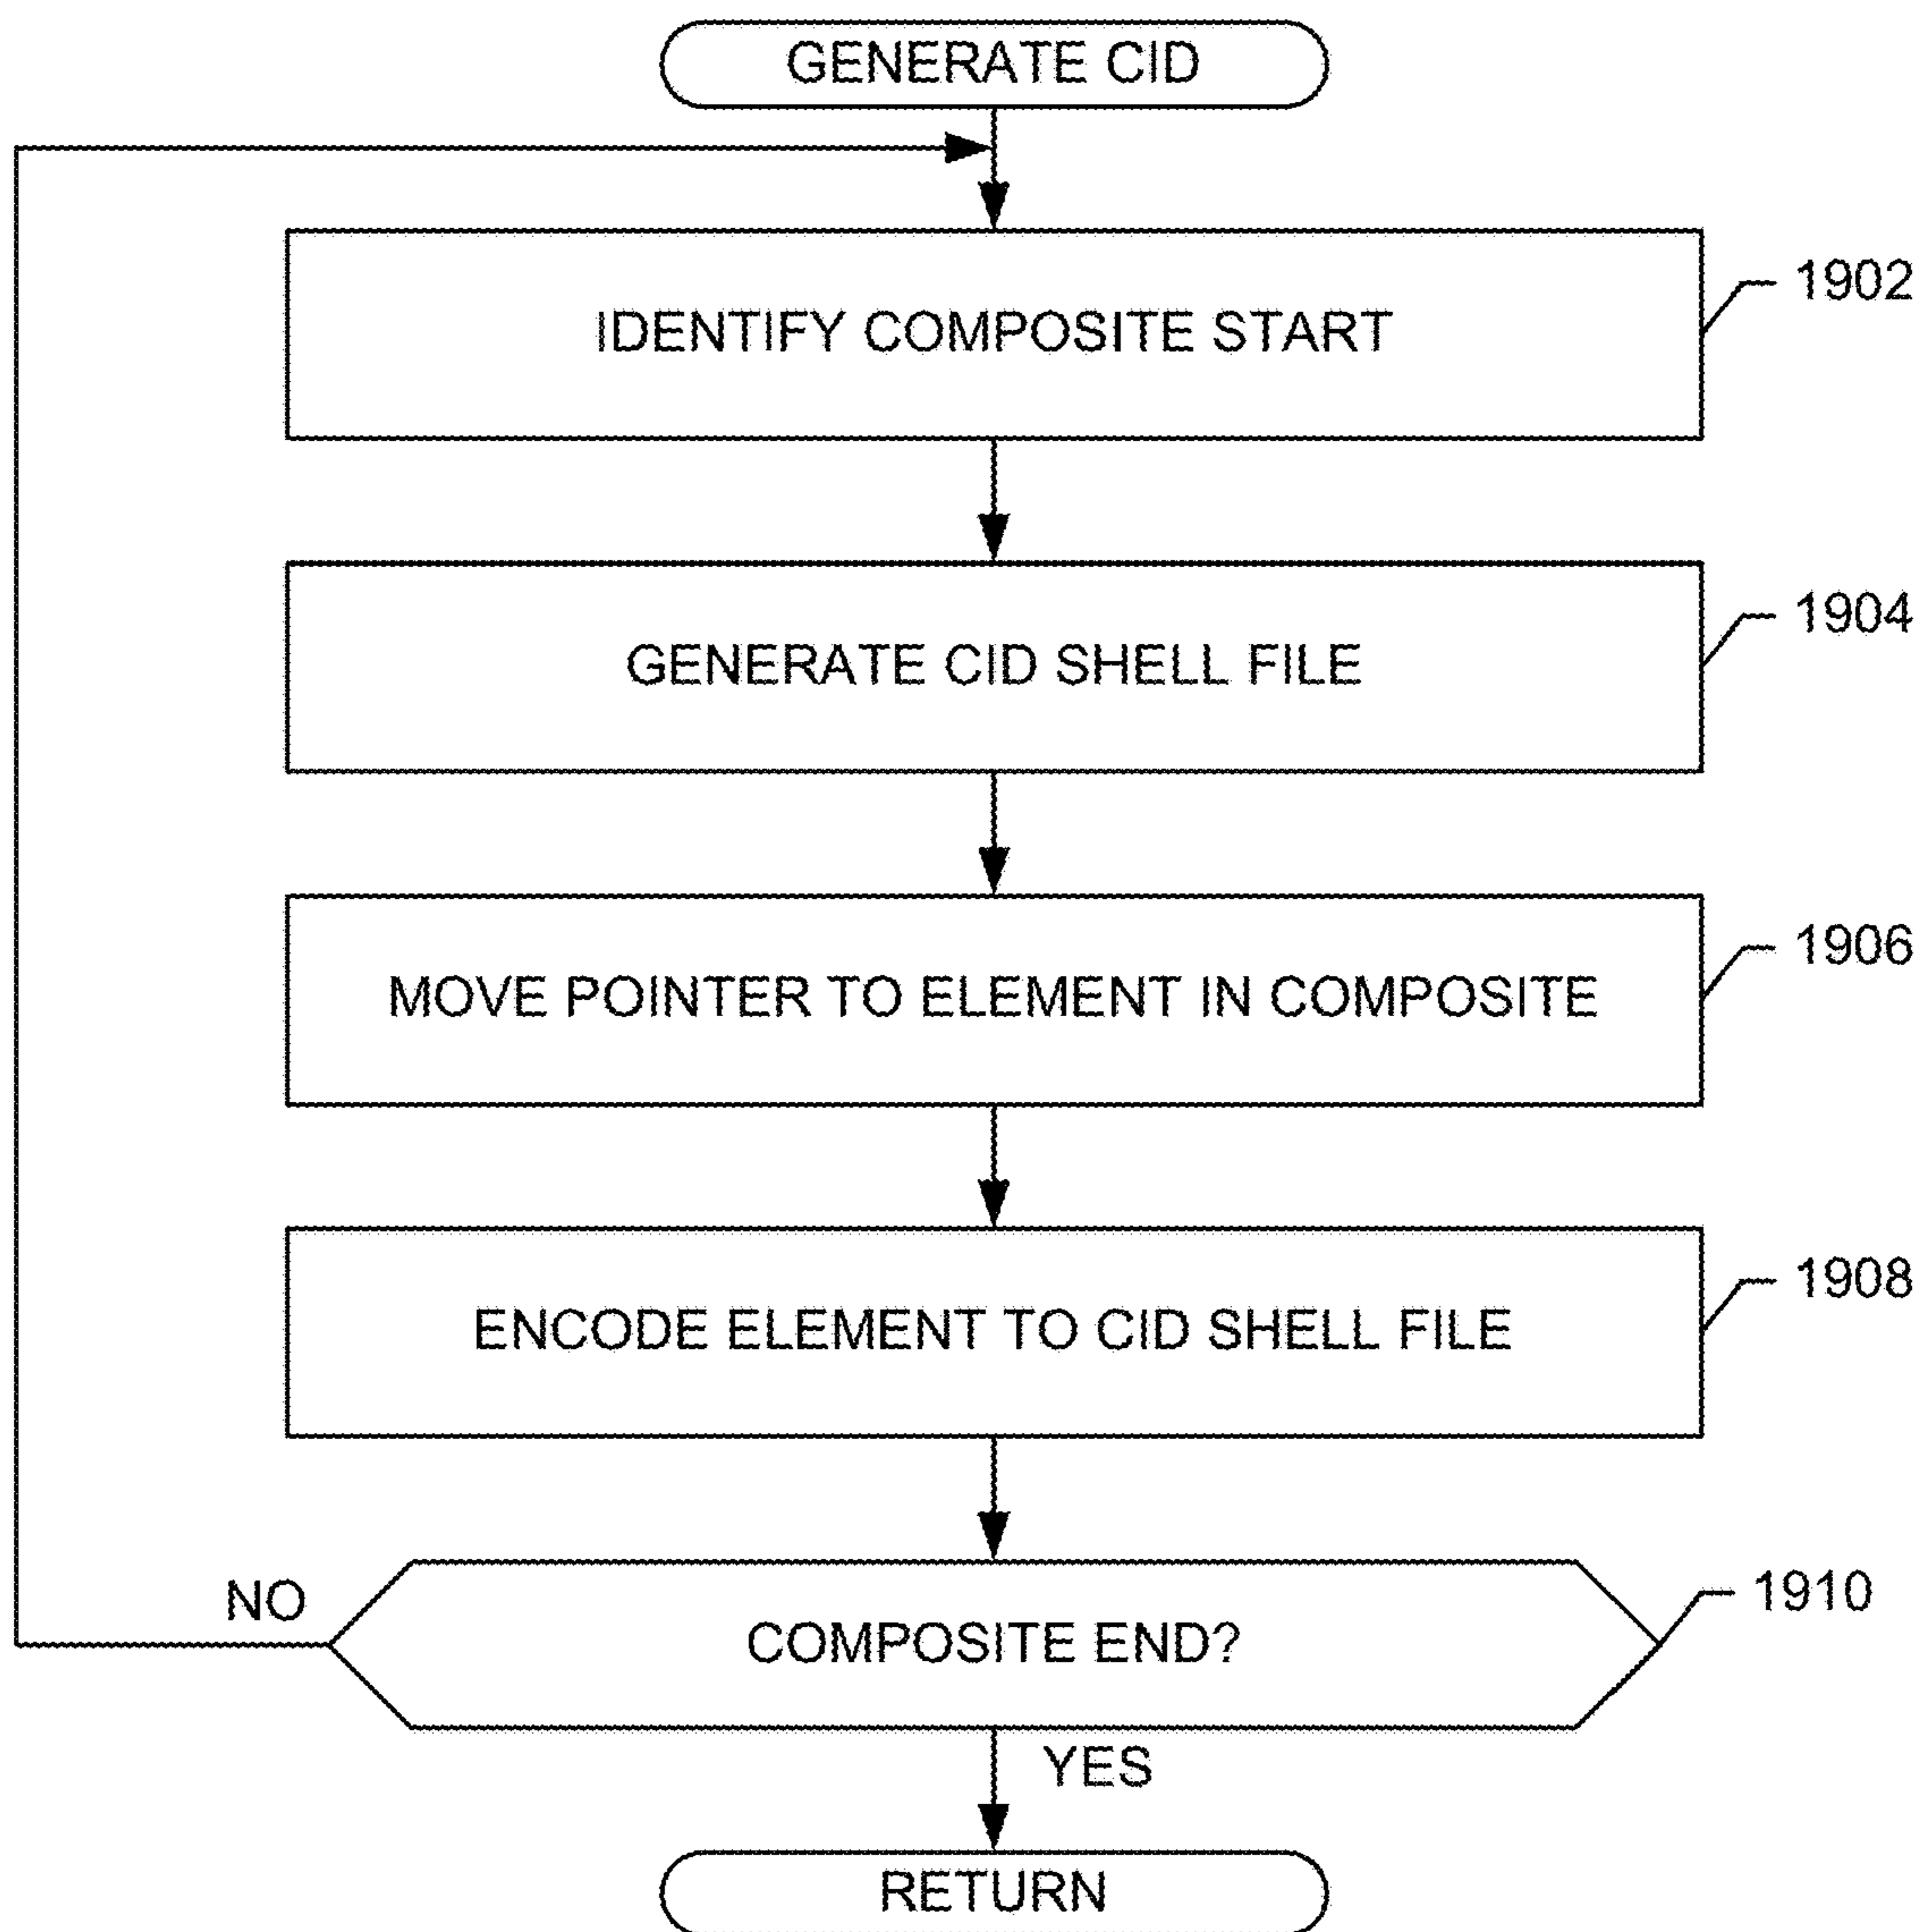 GENERATE CID
IDENTIFY COMPOSITE START
1902
GENERATE CID SHELL FILE
1904
MOVE POINTER TO ELEMENT IN COMPOSITE
1906
ENCODE ELEMENT TO CID SHELL FILE
1908
NO
COMPOSITE END?
1910
YES
RETURN